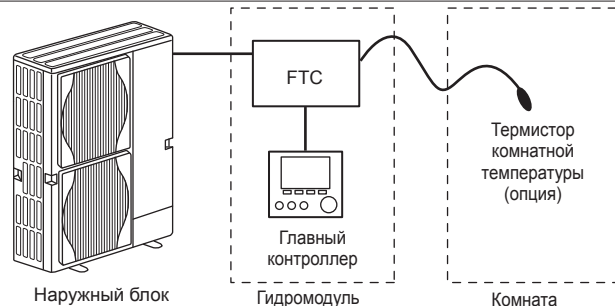 FTC
Термистор
комнатной
температуры
(опция)
Главный
контроллер
Наружный блок
Гидромодуль
Комната